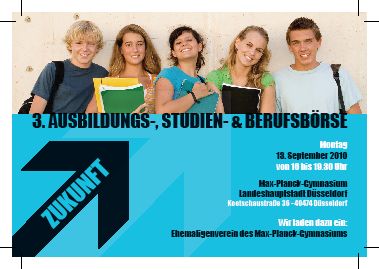 3. AUSBILDUNGS-, STUDIEN- & BERUFSBÖRSE
Montag
13. September 2010
von 16 bis 19.30 Uhr
Max-Planck-Gymnasium
Landeshauptstadt Düsseldorf
Koetschaustraße 36 - 40474 Düsseldorf
Wir laden dazu ein:
Ehemaligenverein des Max-Planck-Gymnasiums
ZUKUNFT